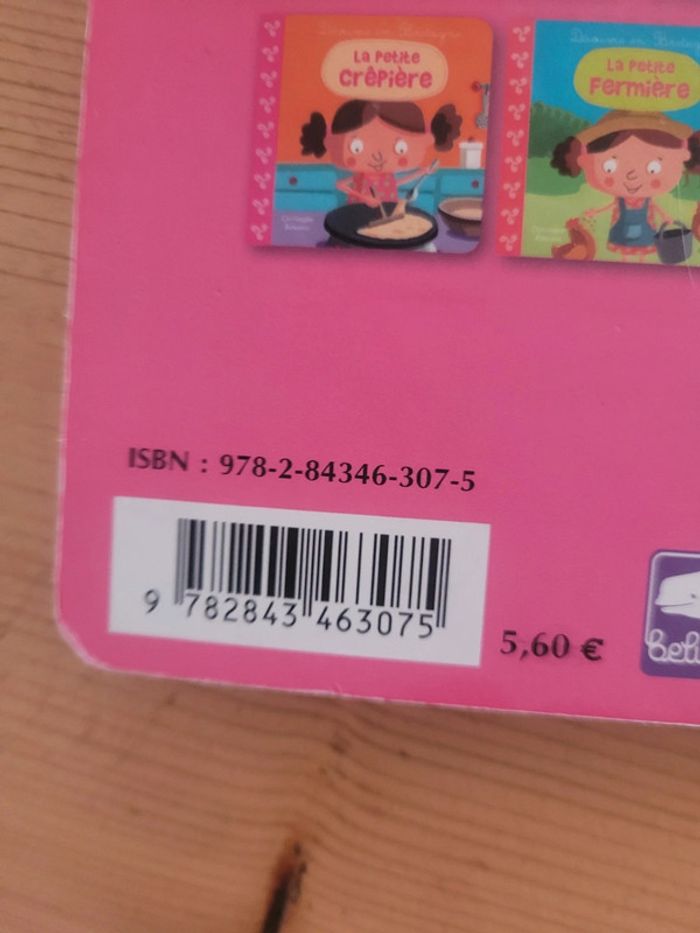 La Petite
Crêpière
La Petite
Fermière
ISBN : 978-2-84346-307-5
9 782843 463075
5,60 €